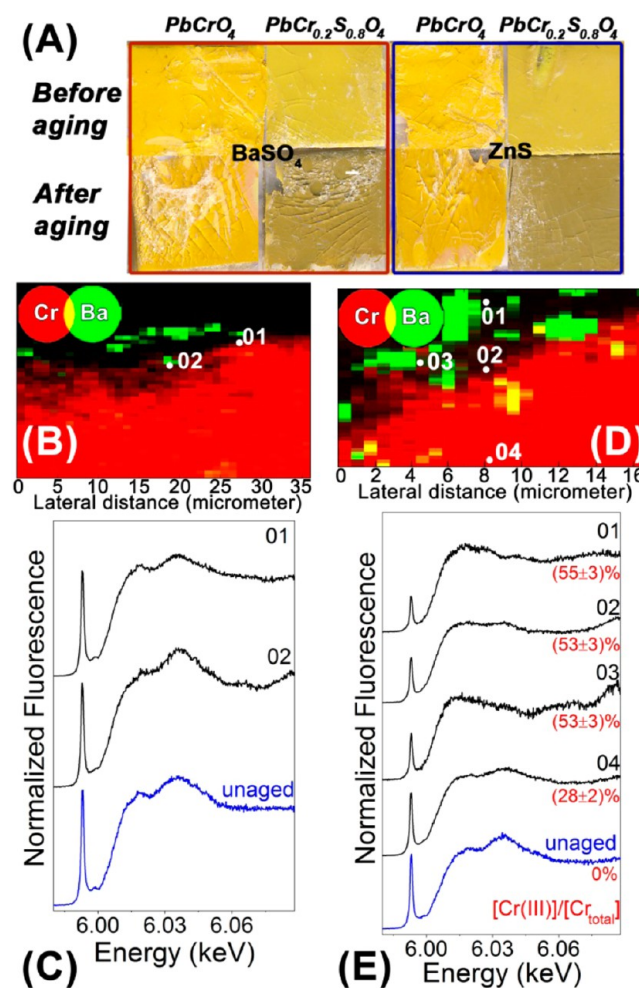 (A)
PbCrO4 PbCr0.2S0.8O4 PbCrO4 PbCr0.2S0.8O4
Before aging
BaSO4 ZnS
After aging
Cr Ba 01 02
(B)
0 5 10 15 20 25 30 35
Lateral distance (micrometer)
Cr Ba 01 02 03 04
(D)
0 2 4 6 8 10 12 14 16
Lateral distance (micrometer)
Normalized Fluorescence
01
02
unaged
6.00 6.03 6.06
Energy (keV)
(C)
Normalized Fluorescence
01
(55±3)%
02
(53±3)%
03
(53±3)%
04
(28±2)%
unaged
0%
[Cr(III)]/[Crtotal]
6.00 6.03 6.06
Energy (keV)
(E)